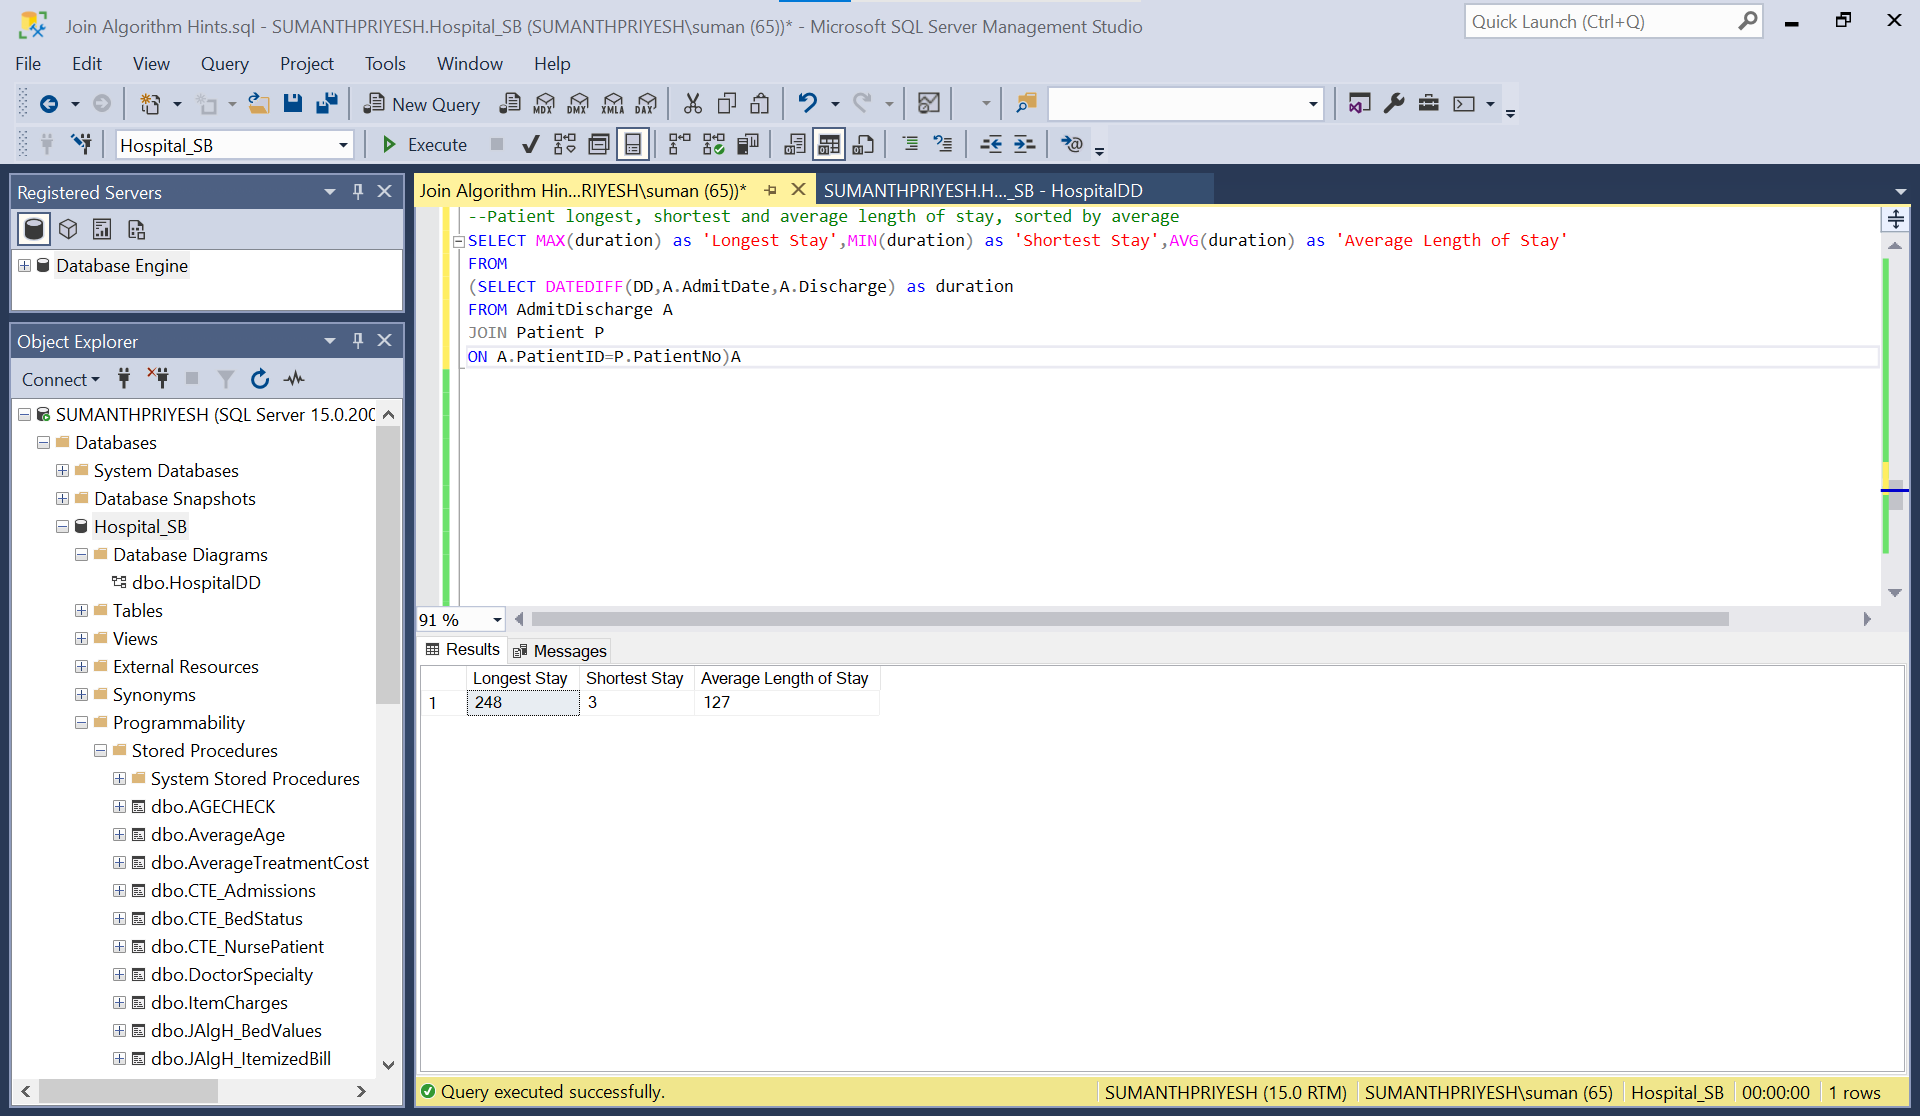 Join Algorithm Hints.sql - SUMANTHPRIYESH.Hospital_SB (SUMANTHPRIYESH\suman (65))* - Microsoft SQL Server Management Studio
Quick Launch (Ctrl+Q)
File Edit View Query Project Tools Window Help
New Query MDX DMX XMLA DAX
Hospital_SB Execute
Registered Servers
Database Engine
Object Explorer
Connect
SUMANTHPRIYESH (SQL Server 15.0.200
Databases
System Databases
Database Snapshots
Hospital_SB
Database Diagrams
dbo.HospitalDD
Tables
Views
External Resources
Synonyms
Programmability
Stored Procedures
System Stored Procedures
dbo.AGECHECK
dbo.AverageAge
dbo.AverageTreatmentCost
dbo.CTE_Admissions
dbo.CTE_BedStatus
dbo.CTE_NursePatient
dbo.DoctorSpecialty
dbo.ItemCharges
dbo.JAlgH_BedValues
dbo.JAlgH_ItemizedBill
Join Algorithm Hin...RIYESH\suman (65))* SUMANTHPRIYESH.H..._SB - HospitalDD
--Patient longest, shortest and average length of stay, sorted by average
SELECT MAX(duration) as 'Longest Stay',MIN(duration) as 'Shortest Stay',AVG(duration) as 'Average Length of Stay'
FROM
(SELECT DATEDIFF(DD,A.AdmitDate,A.Discharge) as duration
FROM AdmitDischarge A
JOIN Patient P
ON A.PatientID=P.PatientNo)A
91 %
Results Messages
Longest Stay Shortest Stay Average Length of Stay
1 248 3 127
Query executed successfully. SUMANTHPRIYESH (15.0 RTM) SUMANTHPRIYESH\suman (65) Hospital_SB 00:00:00 1 rows